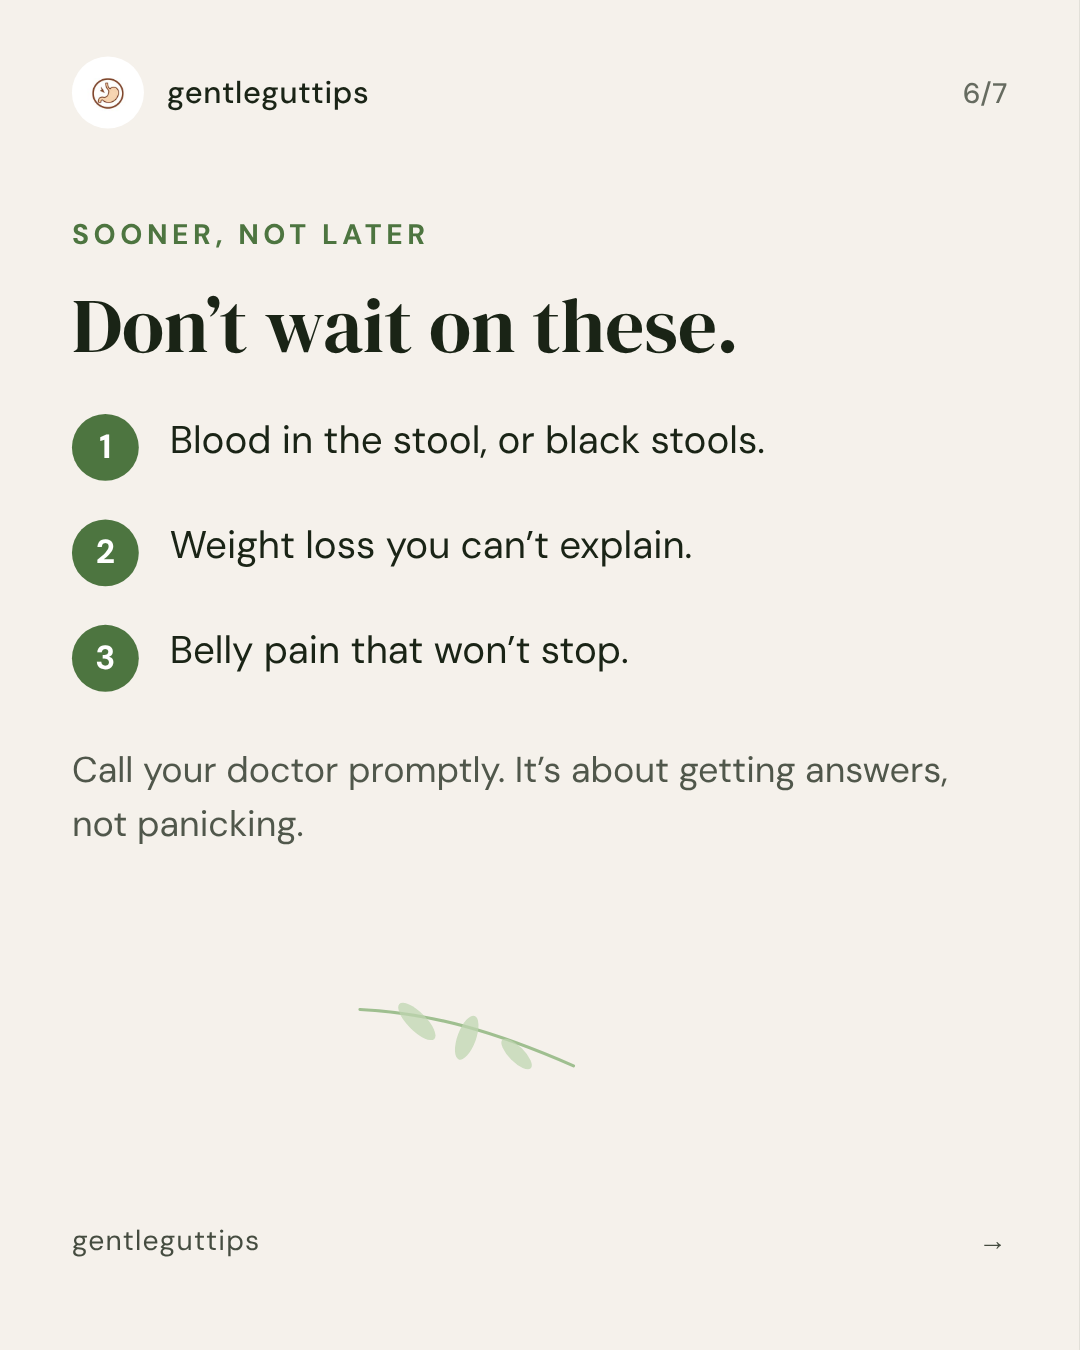 gentleguttips
6/7
SOONER, NOT LATER
Don’t wait on these.
1 Blood in the stool, or black stools.
2 Weight loss you can’t explain.
3 Belly pain that won’t stop.
Call your doctor promptly. It’s about getting answers,
not panicking.
gentleguttips →